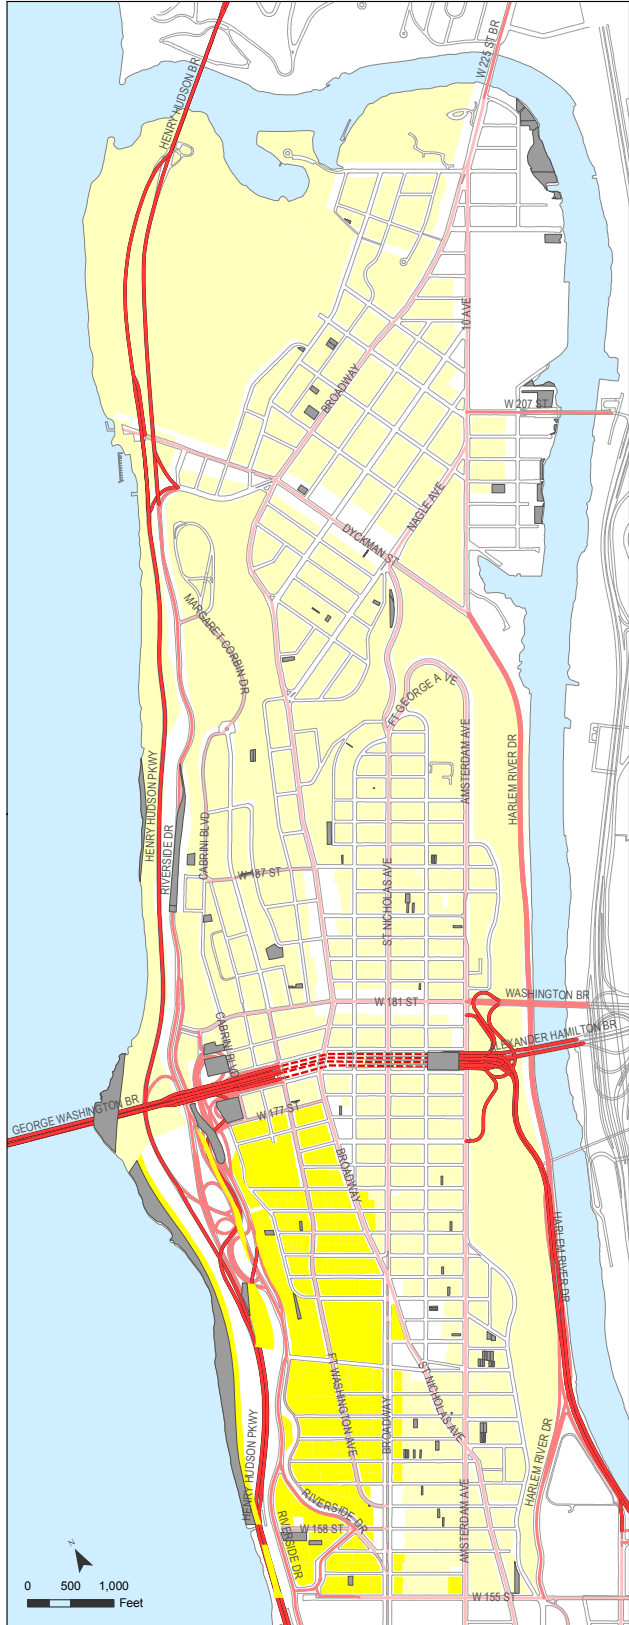 W 225 ST BR
HENRY HUDSON BR
10 AVE
BROADWAY
W 207 ST
NAGLE AVE
DYCKMAN ST
MARGARET CORBIN DR
FT GEORGE A VE
AMSTERDAM AVE
HARLEM RIVER DR
HENRY HUDSON PKWY
RIVERSIDE DR
CABRINI BLVD
W 187 ST
ST NICHOLAS AVE
WASHINGTON BR
W 181 ST
CABRINI BLVD
ALEXANDER HAMILTON BR
GEORGE WASHINGTON BR
W 177 ST
BROADWAY
HARLEM RIVER DR
FT WASHINGTON AVE
BROADWAY
ST NICHOLAS AVE
HENRY HUDSON PKWY
AMSTERDAM AVE
HARLEM RIVER DR
RIVERSIDE DR
RIVERSIDE DR
W 158 ST
W 155 ST
N
0 500 1,000
Feet